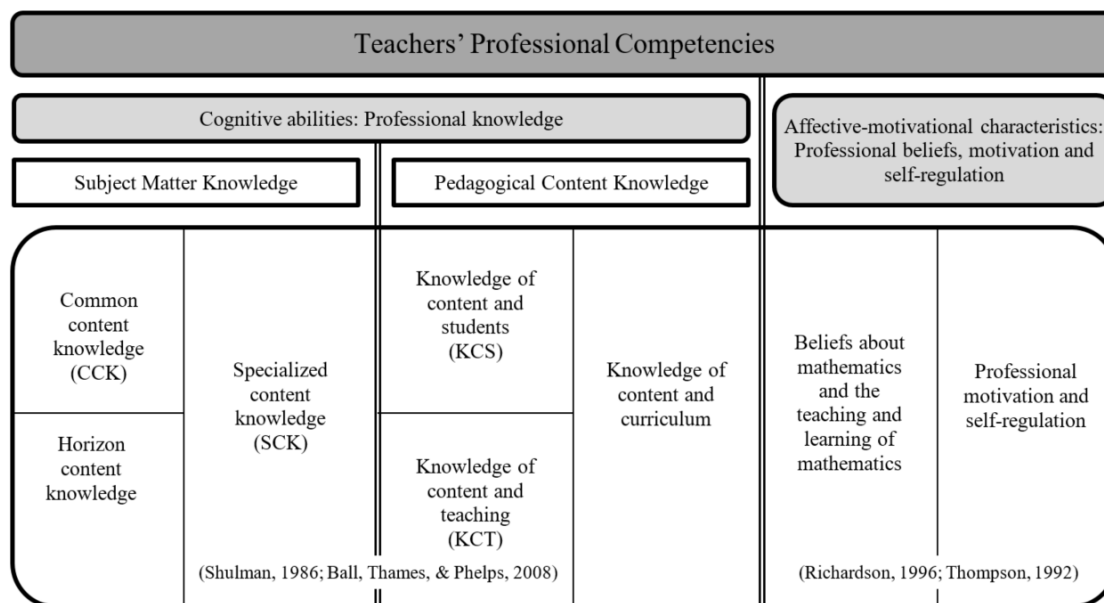 Teachers’ Professional Competencies
Cognitive abilities: Professional knowledge
Affective-motivational characteristics:
Professional beliefs, motivation and
self-regulation
Subject Matter Knowledge
Pedagogical Content Knowledge
Common
content
knowledge
(CCK)
Horizon
content
knowledge
Specialized
content
knowledge
(SCK)
Knowledge of
content and
students
(KCS)
Knowledge of
content and
teaching
(KCT)
Knowledge of
content and
curriculum
Beliefs about
mathematics
and the
teaching and
learning of
mathematics
Professional
motivation and
self-regulation
(Shulman, 1986; Ball, Thames, & Phelps, 2008)
(Richardson, 1996; Thompson, 1992)